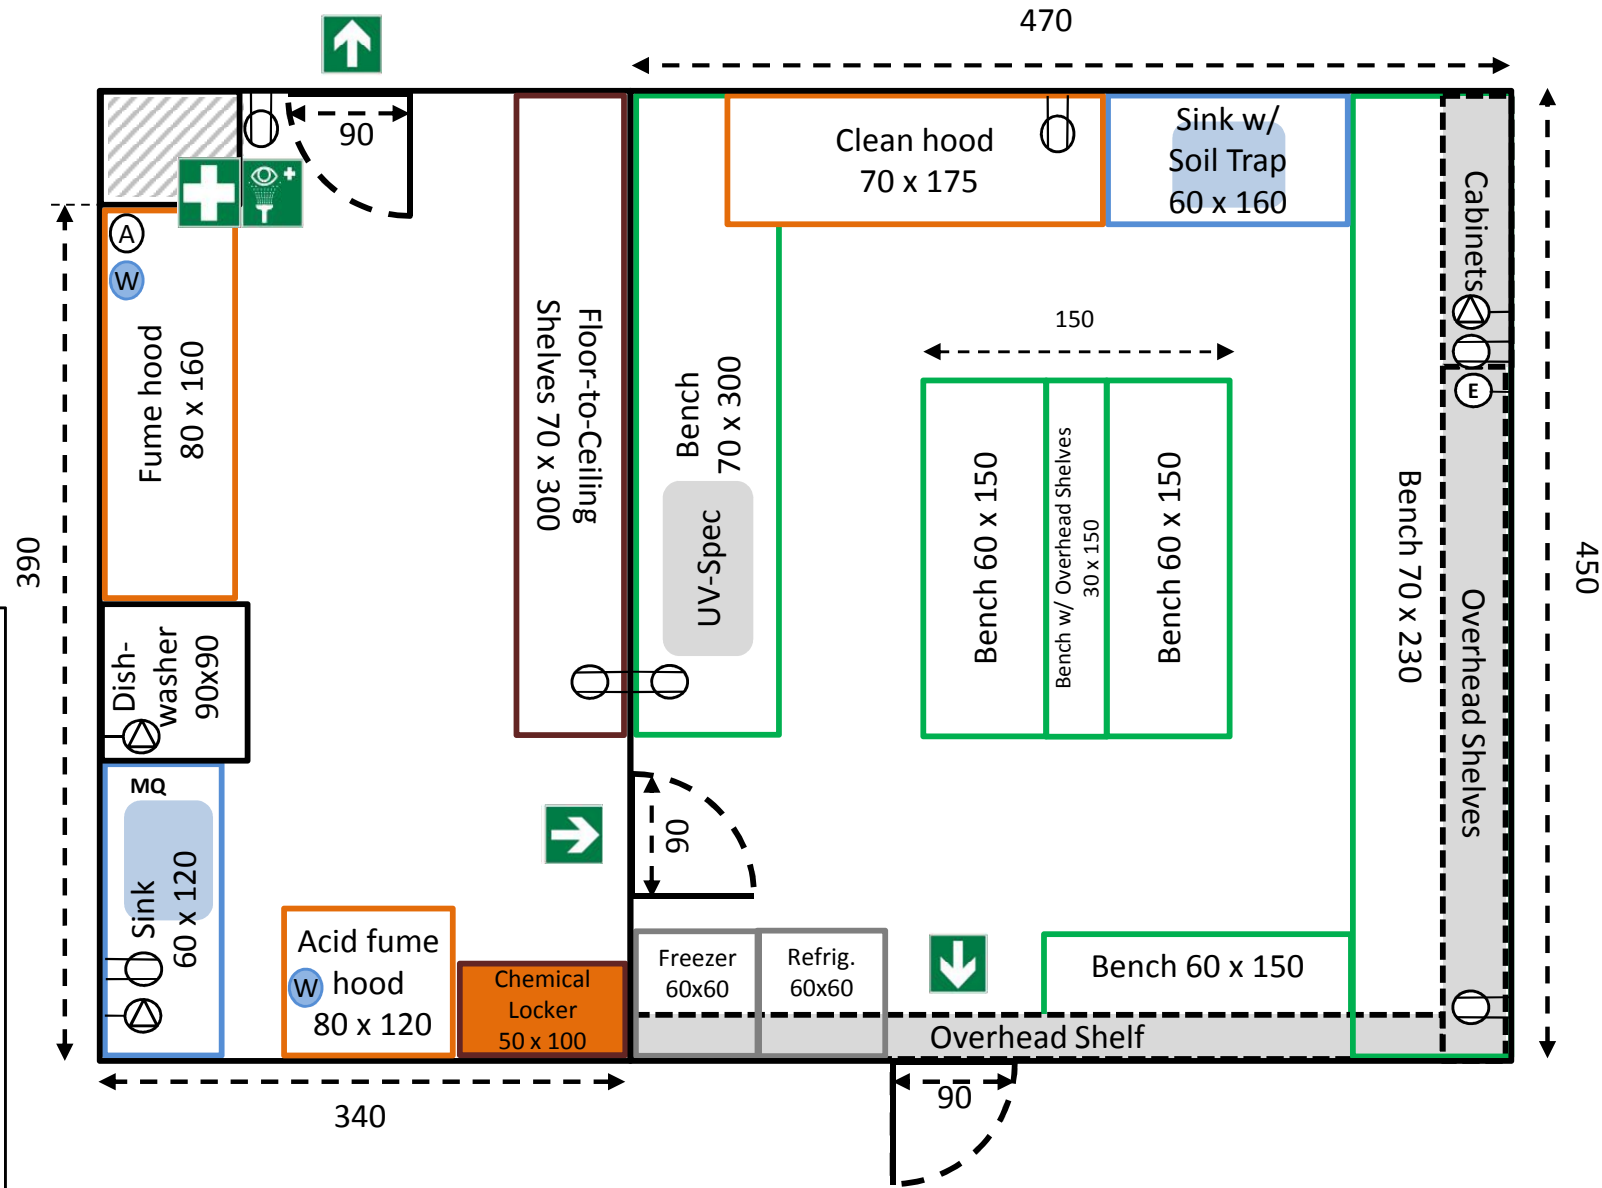 470
90
Clean hood
70 x 175
Sink w/
Soil Trap
60 x 160
Cabinets
A
W
Fume hood
80 x 160
Floor-to-Ceiling
Shelves 70 x 300
Bench
70 x 300
UV-Spec
150
Bench 60 x 150
Bench w/ Overhead Shelves
30 x 150
Bench 60 x 150
E
Bench 70 x 230
Overhead Shelves
450
390
Dish-
washer
90x90
MQ
Sink
60 x 120
90
Acid fume
W hood
80 x 120
Chemical
Locker
50 x 100
Freezer
60x60
Refrig.
60x60
Bench 60 x 150
Overhead Shelf
340
90